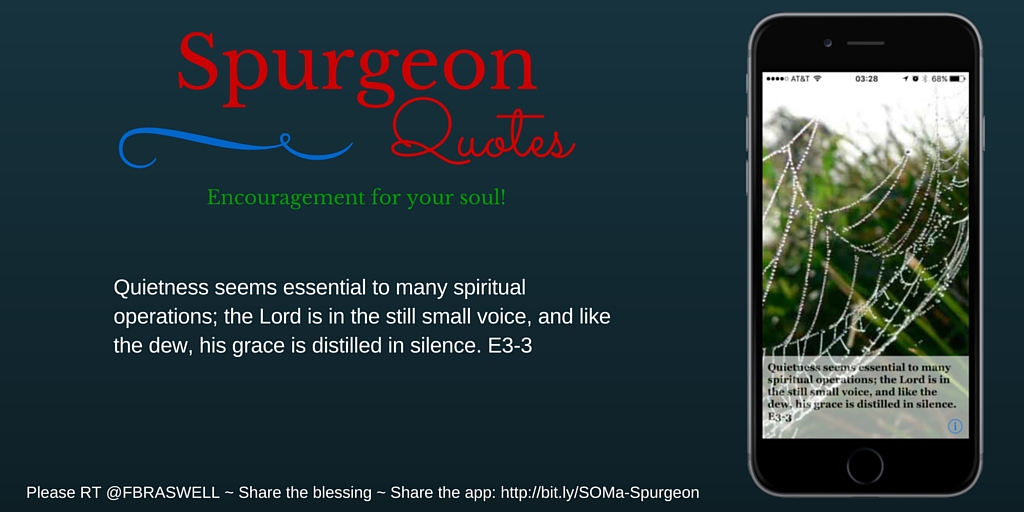 Spurgeon
Quotes
Encouragement for your soul!
Quietness seems essential to many spiritual
operations; the Lord is in the still small voice, and like
the dew, his grace is distilled in silence. E3-3
Please RT @FBRASWELL ~ Share the blessing ~ Share the app: http://bit.ly/SOMa-Spurgeon
AT&T 03:28 68%
Quietness seems essential to many
spiritual operations; the Lord is in
the still small voice, and like the
dew, his grace is distilled in silence.
E3-3
i